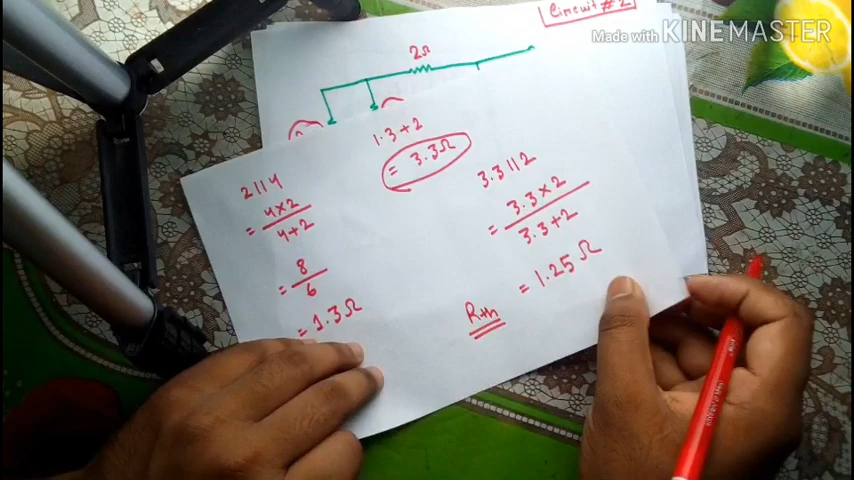 Circuit #2
Made with KINEMASTER
2Ω
1.3+2
= 3.3Ω
2||4
= 4×2
4+2
= 8
6
= 1.3Ω
3.3||2
= 3.3×2
3.3+2
= 1.25Ω
Rth